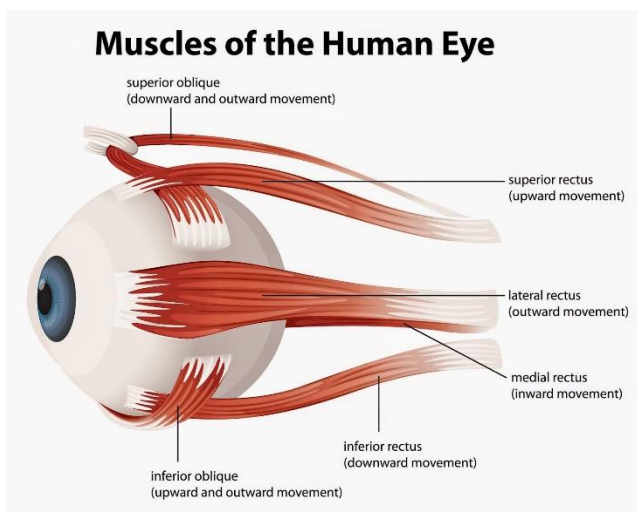 Muscles of the Human Eye
superior oblique
(downward and outward movement)
superior rectus
(upward movement)
lateral rectus
(outward movement)
medial rectus
(inward movement)
inferior rectus
(downward movement)
inferior oblique
(upward and outward movement)